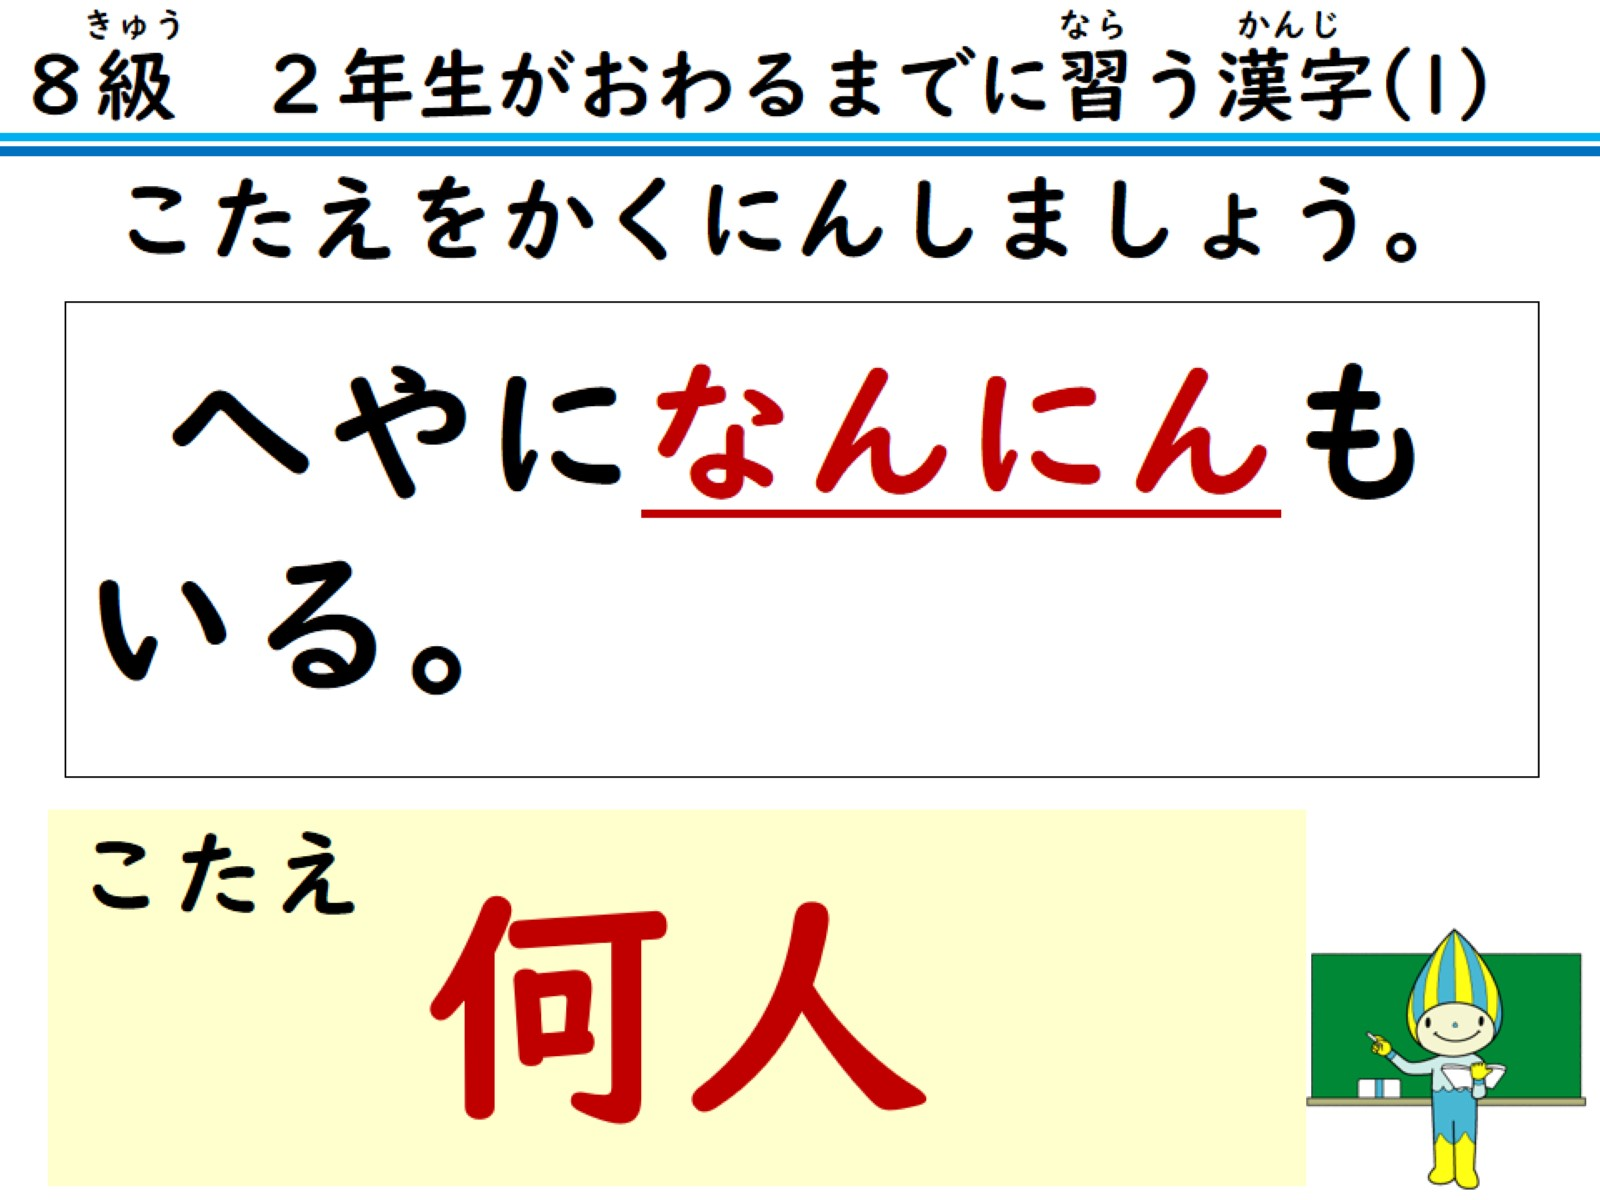 きゅう なら かんじ
８級　２年生がおわるまでに習う漢字(1)
こたえをかくにんしましょう。
へやになんにんも
いる。
こたえ
何人